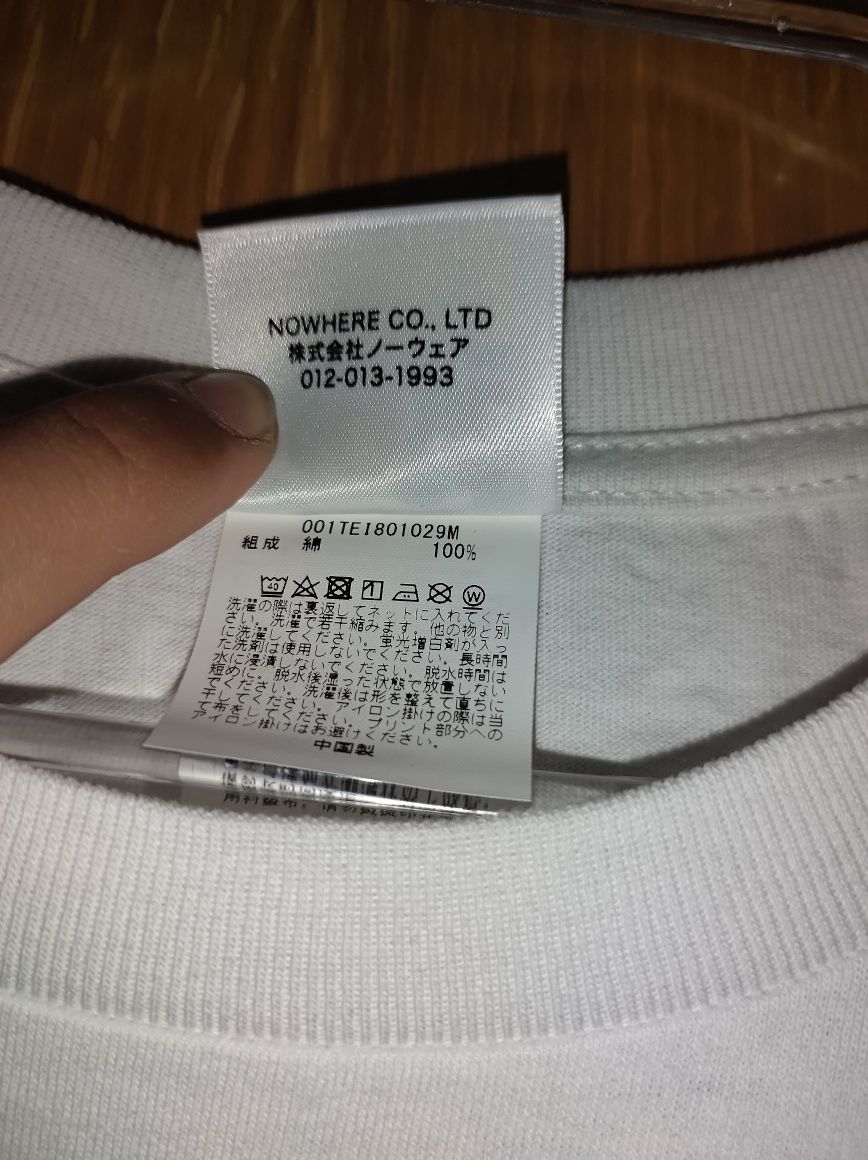 NOWHERE CO., LTD
株式会社ノーウェア
012-013-1993
001TEI801029M
組成 綿 100%
40 1 W
洗濯の際は裏返してネットに入れてくだ
さい。洗濯で若干縮みます。他の物と別
に洗濯してください。蛍光増白剤が入っ
た洗剤は使用しないでください。長時間
水に浸漬しないでください。脱水時間は
短めに。脱水後湿った状態で放置しない
でください。洗濯後は形を整えて直ちに
干してください。アイロン掛けの際は当
て布をしてください。プリント部分への
アイロン掛けはお避けください。
中国製